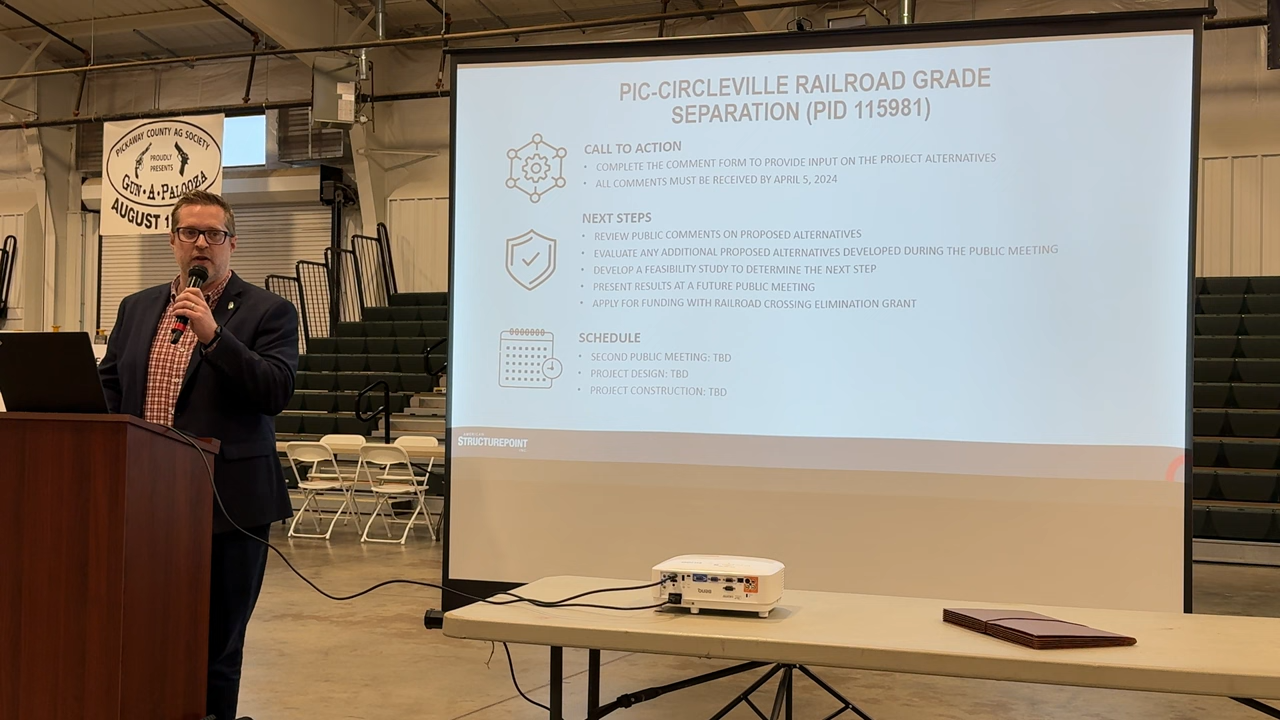 PICKAWAY COUNTY AG SOCIETY
PROUDLY
PRESENTS
GUN•A•PALOOZA
AUGUST 1
PIC-CIRCLEVILLE RAILROAD GRADE
SEPARATION (PID 115981)
CALL TO ACTION
• COMPLETE THE COMMENT FORM TO PROVIDE INPUT ON THE PROJECT ALTERNATIVES
• ALL COMMENTS MUST BE RECEIVED BY APRIL 5, 2024
NEXT STEPS
• REVIEW PUBLIC COMMENTS ON PROPOSED ALTERNATIVES
• EVALUATE ANY ADDITIONAL PROPOSED ALTERNATIVES DEVELOPED DURING THE PUBLIC MEETING
• DEVELOP A FEASIBILITY STUDY TO DETERMINE THE NEXT STEP
• PRESENT RESULTS AT A FUTURE PUBLIC MEETING
• APPLY FOR FUNDING WITH RAILROAD CROSSING ELIMINATION GRANT
SCHEDULE
• SECOND PUBLIC MEETING: TBD
• PROJECT DESIGN: TBD
• PROJECT CONSTRUCTION: TBD
AMERICAN
STRUCTUREPOINT
INC.
BenQ